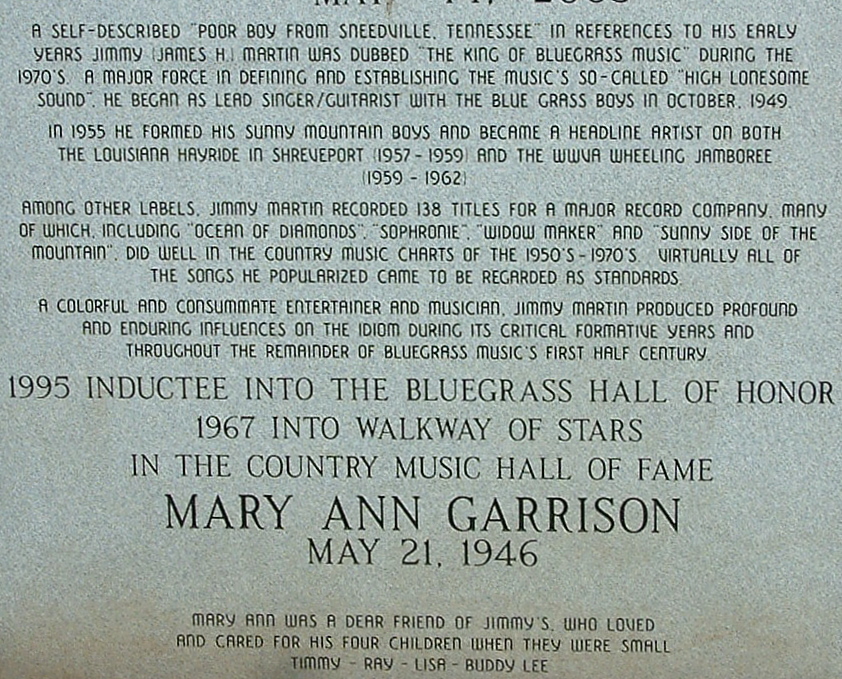 A SELF-DESCRIBED "POOR BOY FROM SNEEDVILLE, TENNESSEE" IN REFERENCES TO HIS EARLY
YEARS JIMMY (JAMES H.) MARTIN WAS DUBBED "THE KING OF BLUEGRASS MUSIC" DURING THE
1970'S. A MAJOR FORCE IN DEFINING AND ESTABLISHING THE MUSIC'S SO-CALLED "HIGH LONESOME
SOUND", HE BEGAN AS LEAD SINGER/GUITARIST WITH THE BLUE GRASS BOYS IN OCTOBER, 1949.
IN 1955 HE FORMED HIS SUNNY MOUNTAIN BOYS AND BECAME A HEADLINE ARTIST ON BOTH
THE LOUISIANA HAYRIDE IN SHREVEPORT (1957 - 1959) AND THE WWVA WHEELING JAMBOREE
(1959 - 1962)
AMONG OTHER LABELS, JIMMY MARTIN RECORDED 138 TITLES FOR A MAJOR RECORD COMPANY, MANY
OF WHICH, INCLUDING "OCEAN OF DIAMONDS", "SOPHRONIE", "WIDOW MAKER" AND "SUNNY SIDE OF THE
MOUNTAIN", DID WELL IN THE COUNTRY MUSIC CHARTS OF THE 1950'S - 1970'S. VIRTUALLY ALL OF
THE SONGS HE POPULARIZED CAME TO BE REGARDED AS STANDARDS.
A COLORFUL AND CONSUMMATE ENTERTAINER AND MUSICIAN, JIMMY MARTIN PRODUCED PROFOUND
AND ENDURING INFLUENCES ON THE IDIOM DURING ITS CRITICAL FORMATIVE YEARS AND
THROUGHOUT THE REMAINDER OF BLUEGRASS MUSIC'S FIRST HALF CENTURY.
1995 INDUCTEE INTO THE BLUEGRASS HALL OF HONOR
1967 INTO WALKWAY OF STARS
IN THE COUNTRY MUSIC HALL OF FAME
MARY ANN GARRISON
MAY 21, 1946
MARY ANN WAS A DEAR FRIEND OF JIMMY'S, WHO LOVED
AND CARED FOR HIS FOUR CHILDREN WHEN THEY WERE SMALL
TIMMY - RAY - LISA - BUDDY LEE